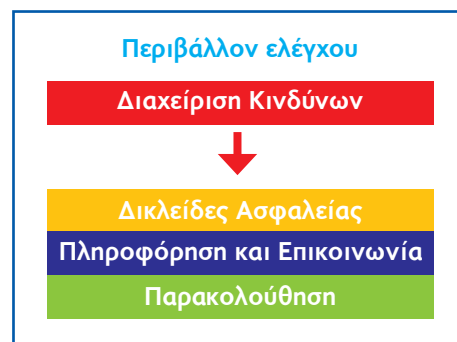 Περιβάλλον ελέγχου
Διαχείριση Κινδύνων
Δικλείδες Ασφαλείας
Πληροφόρηση και Επικοινωνία
Παρακολούθηση